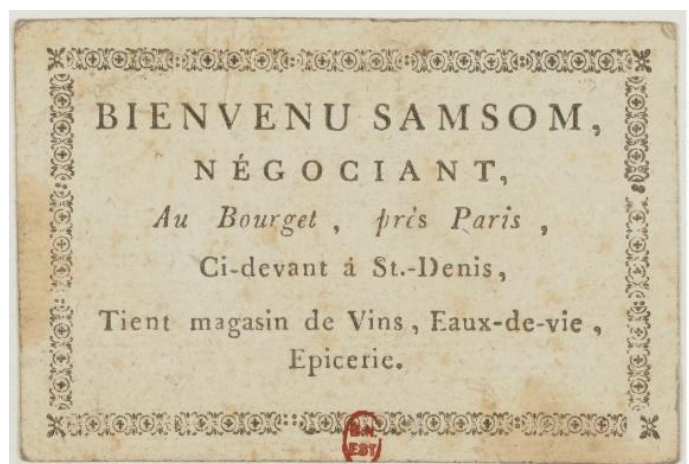 BIENVENU SAMSOM,
NÉGOCIANT,
Au Bourget, près Paris,
Ci-devant á St.-Denis,
Tient magasin de Vins, Eaux-de-vie,
Epicerie.
B.N.
EST